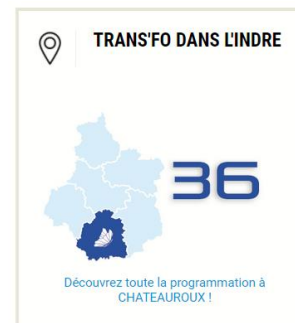 TRANS'FO DANS L'INDRE
36
Découvrez toute la programmation à
CHATEAUROUX !